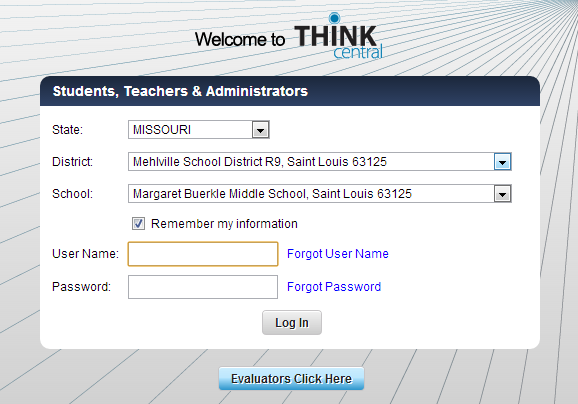 Welcome to THINK central
Students, Teachers & Administrators
State: MISSOURI
District: Mehlville School District R9, Saint Louis 63125
School: Margaret Buerkle Middle School, Saint Louis 63125
Remember my information
User Name: Forgot User Name
Password: Forgot Password
Log In
Evaluators Click Here